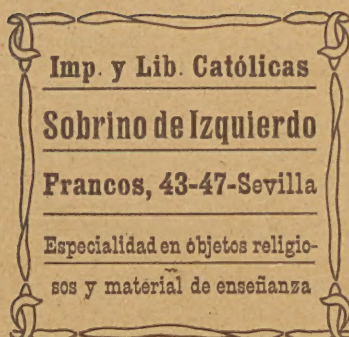 Imp. y Lib. Católicas
Sobrino de Izquierdo
Francos, 43-47-Sevilla
Especialidad en objetos religio-
sos y material de enseñanza